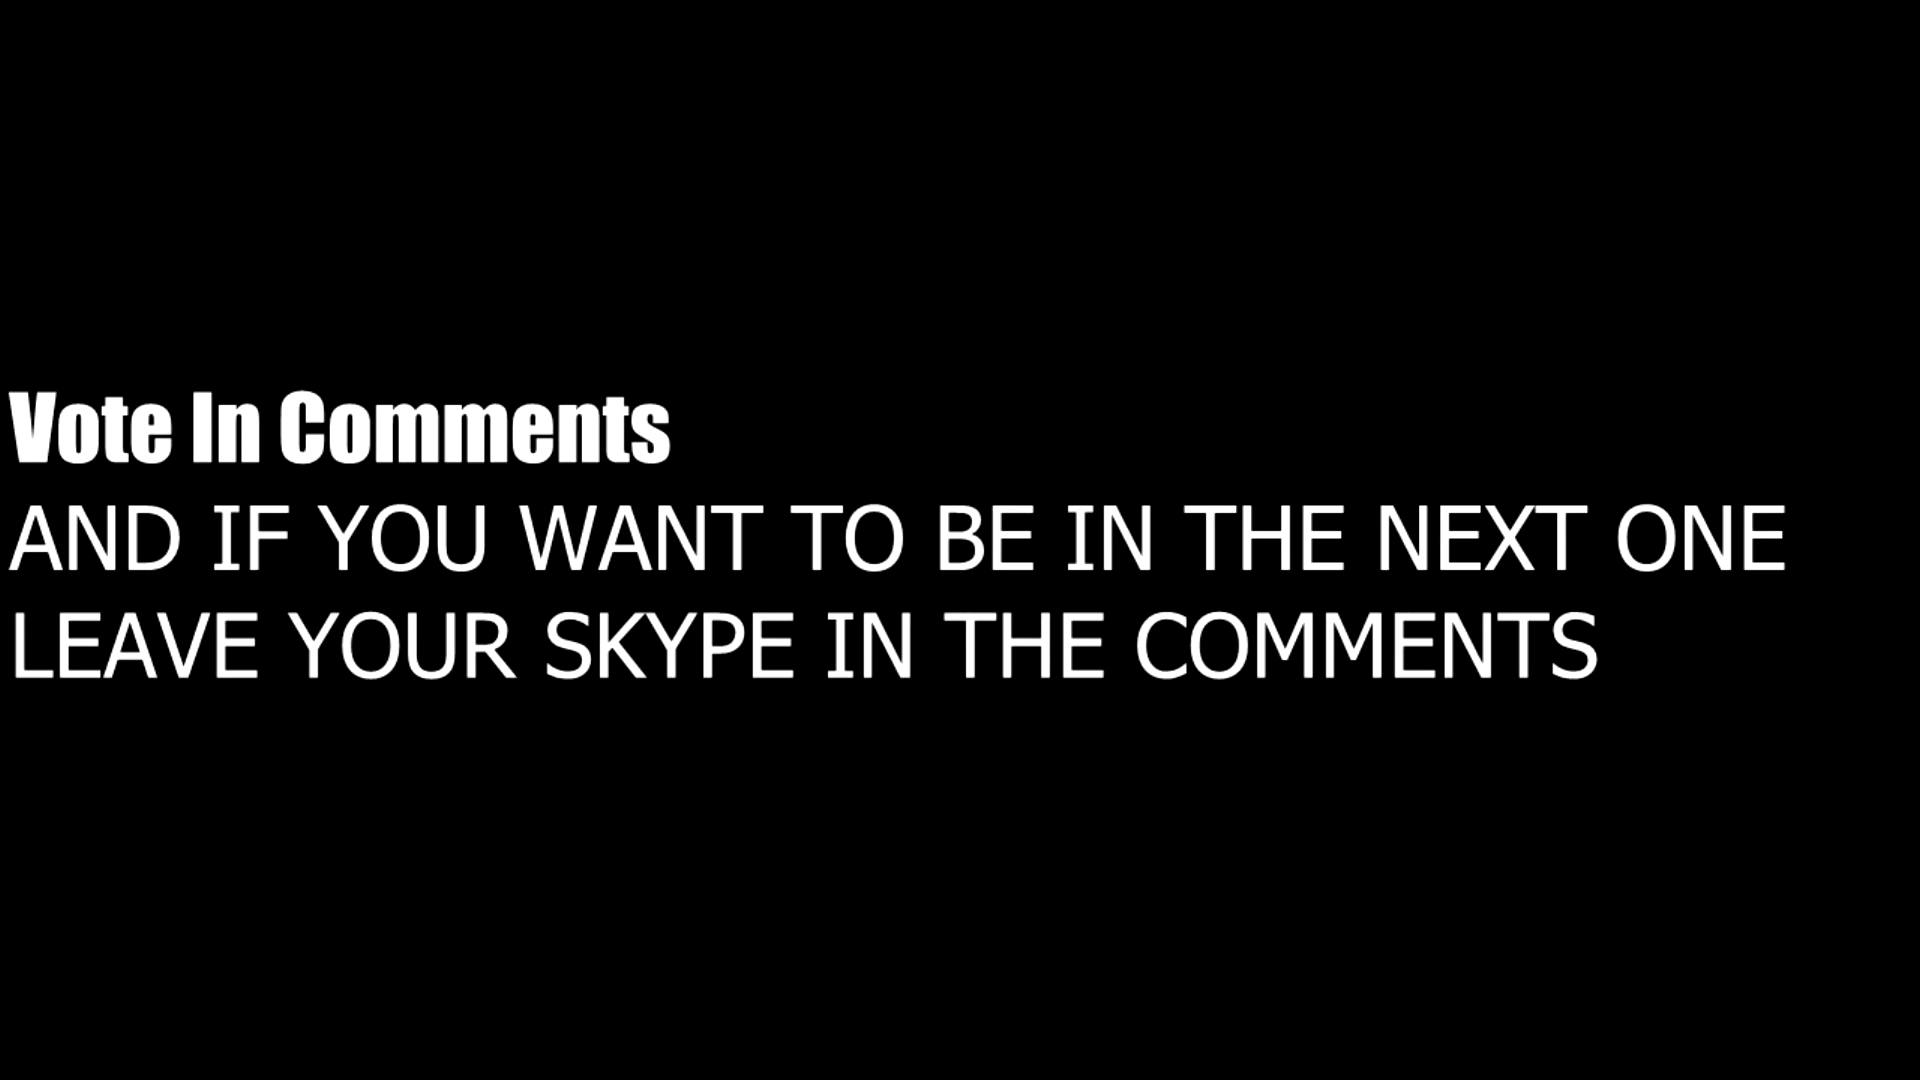 Vote In Comments
AND IF YOU WANT TO BE IN THE NEXT ONE
LEAVE YOUR SKYPE IN THE COMMENTS